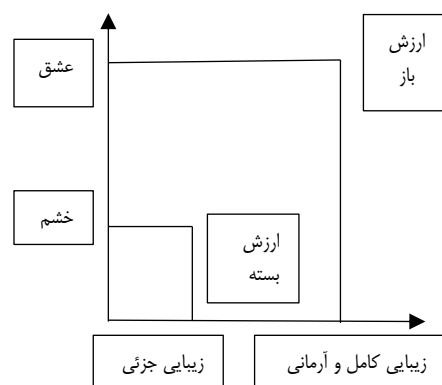 ارزش
باز
عشق
خشم
ارزش
بسته
زیبایی کامل و آرمانی
زیبایی جزئی